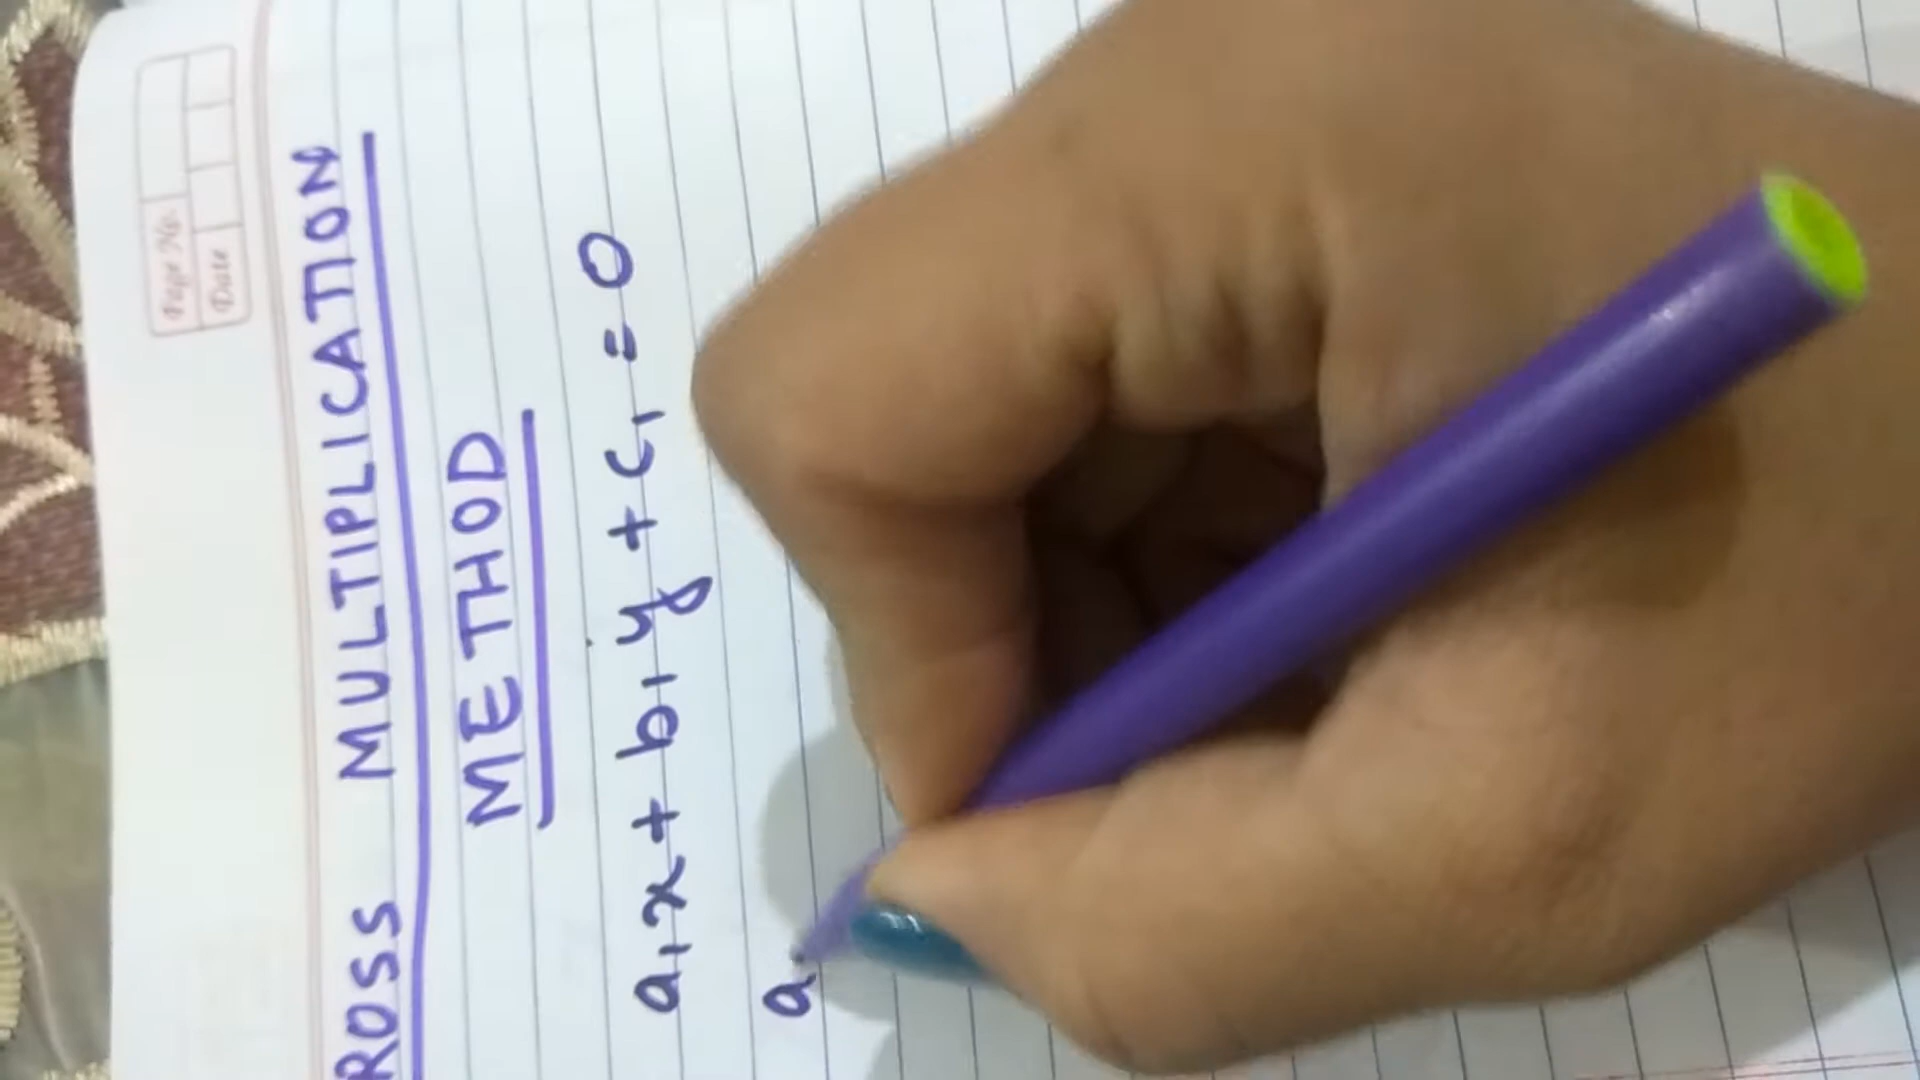 Page No.
Date
ROSS MULTIPLICATION
METHOD
a₁x + b₁y + c₁ = 0
a